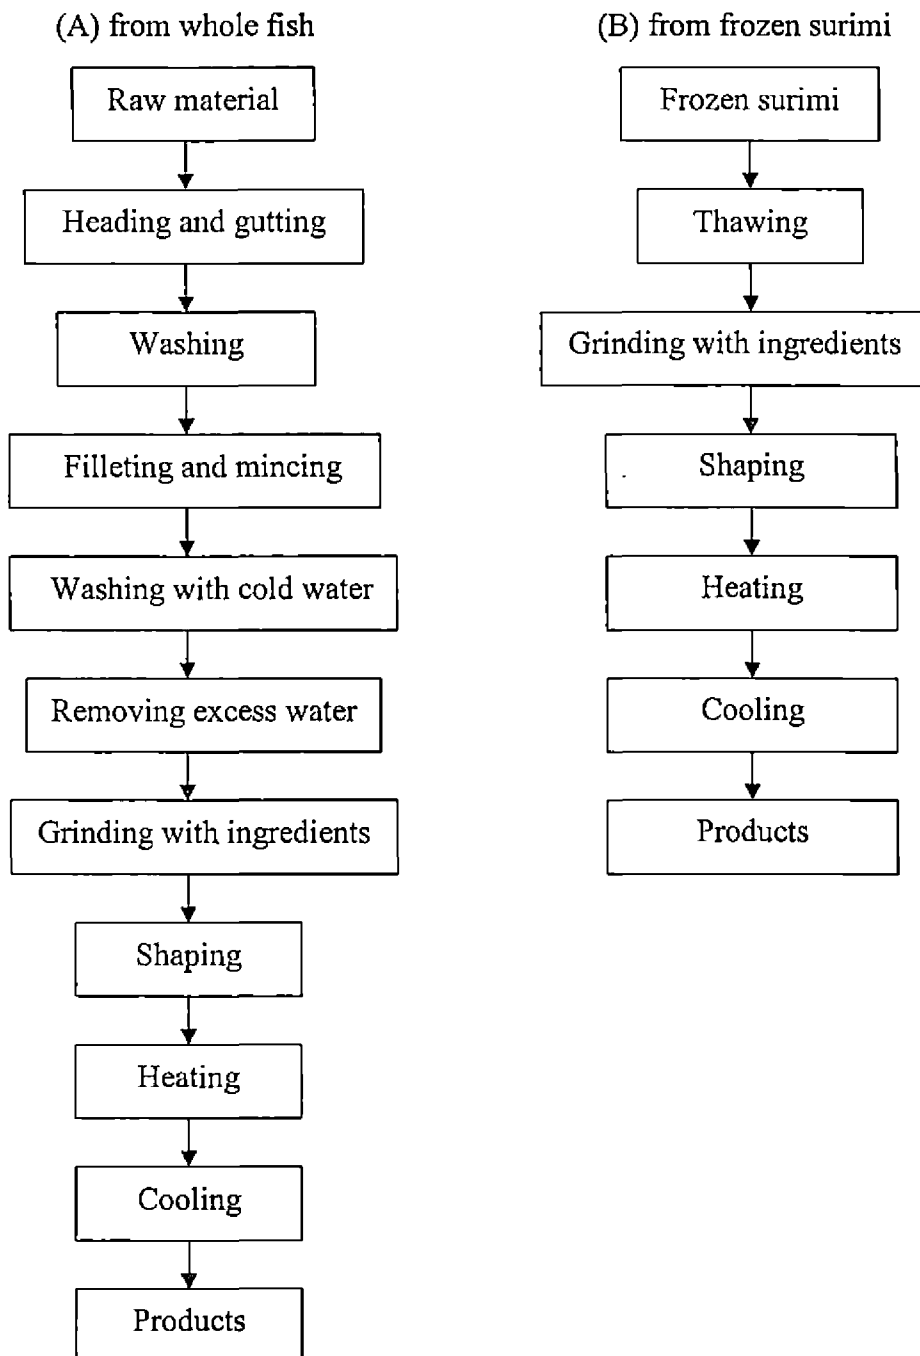 (A) from whole fish
Raw material
Heading and gutting
Washing
Filleting and mincing
Washing with cold water
Removing excess water
Grinding with ingredients
Shaping
Heating
Cooling
Products
(B) from frozen surimi
Frozen surimi
Thawing
Grinding with ingredients
Shaping
Heating
Cooling
Products